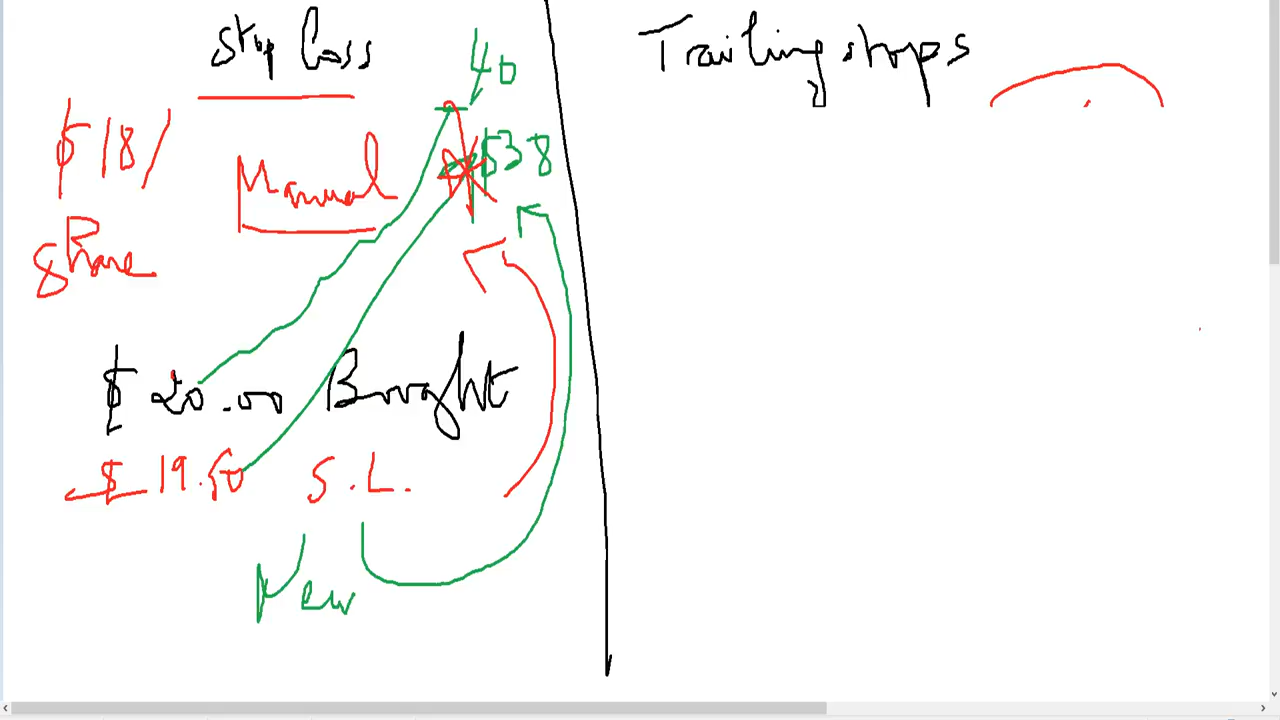 Stop loss
40
Trailing stops
$ 18/
share
Manual
$38
$ 20.00 Bought
$ 19.50 S.L.
New